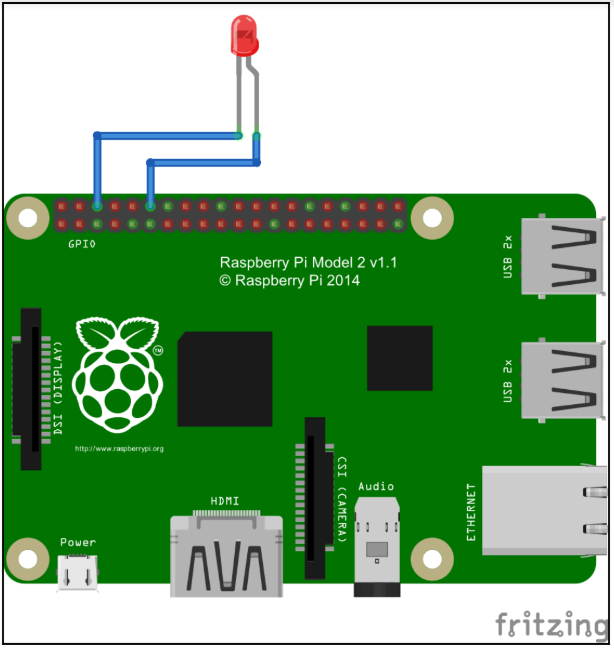 GPIO
Raspberry Pi Model 2 v1.1
© Raspberry Pi 2014
USB 2x
DSI (DISPLAY)
TM
http://www.raspberrypi.org
USB 2x
HDMI
CSI (CAMERA)
Audio
ETHERNET
Power
fritzing